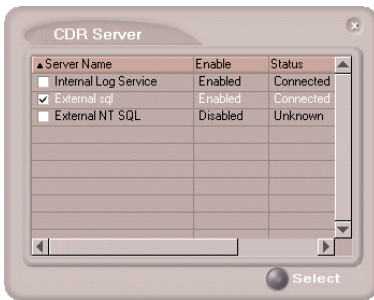 CDR Server
Server Name Enable Status
Internal Log Service Enabled Connected
External sql Enabled Connected
External NT SQL Disabled Unknown
Select